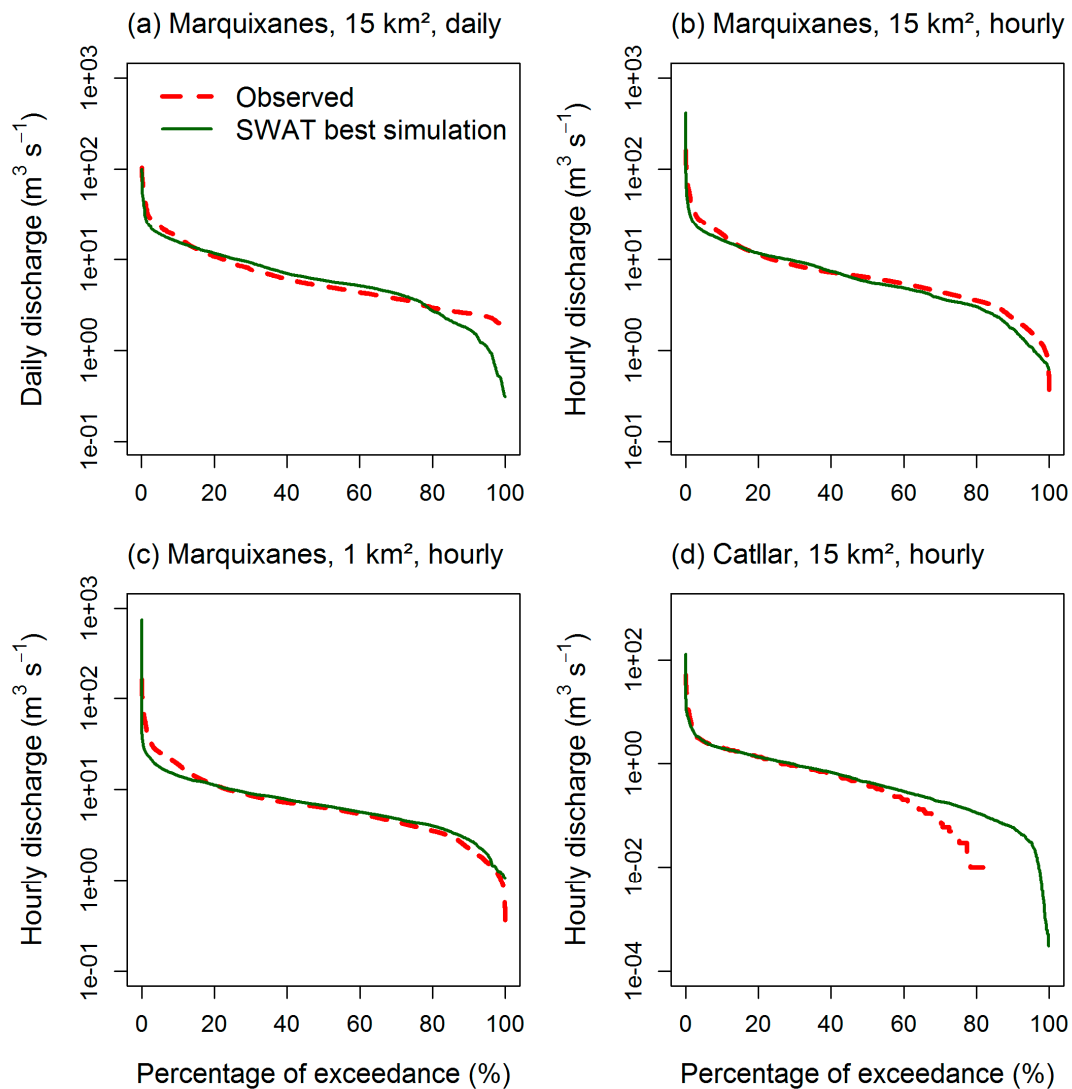 (a) Marquixanes, 15 km², daily
Daily discharge (m³ s⁻¹)
1e+03
1e+02
1e+01
1e+00
1e-01
Observed
SWAT best simulation
0 20 40 60 80 100
(b) Marquixanes, 15 km², hourly
Hourly discharge (m³ s⁻¹)
1e+03
1e+02
1e+01
1e+00
1e-01
0 20 40 60 80 100
(c) Marquixanes, 1 km², hourly
Hourly discharge (m³ s⁻¹)
1e+03
1e+02
1e+01
1e+00
1e-01
0 20 40 60 80 100
Percentage of exceedance (%)
(d) Catllar, 15 km², hourly
Hourly discharge (m³ s⁻¹)
1e+02
1e+00
1e-02
1e-04
0 20 40 60 80 100
Percentage of exceedance (%)